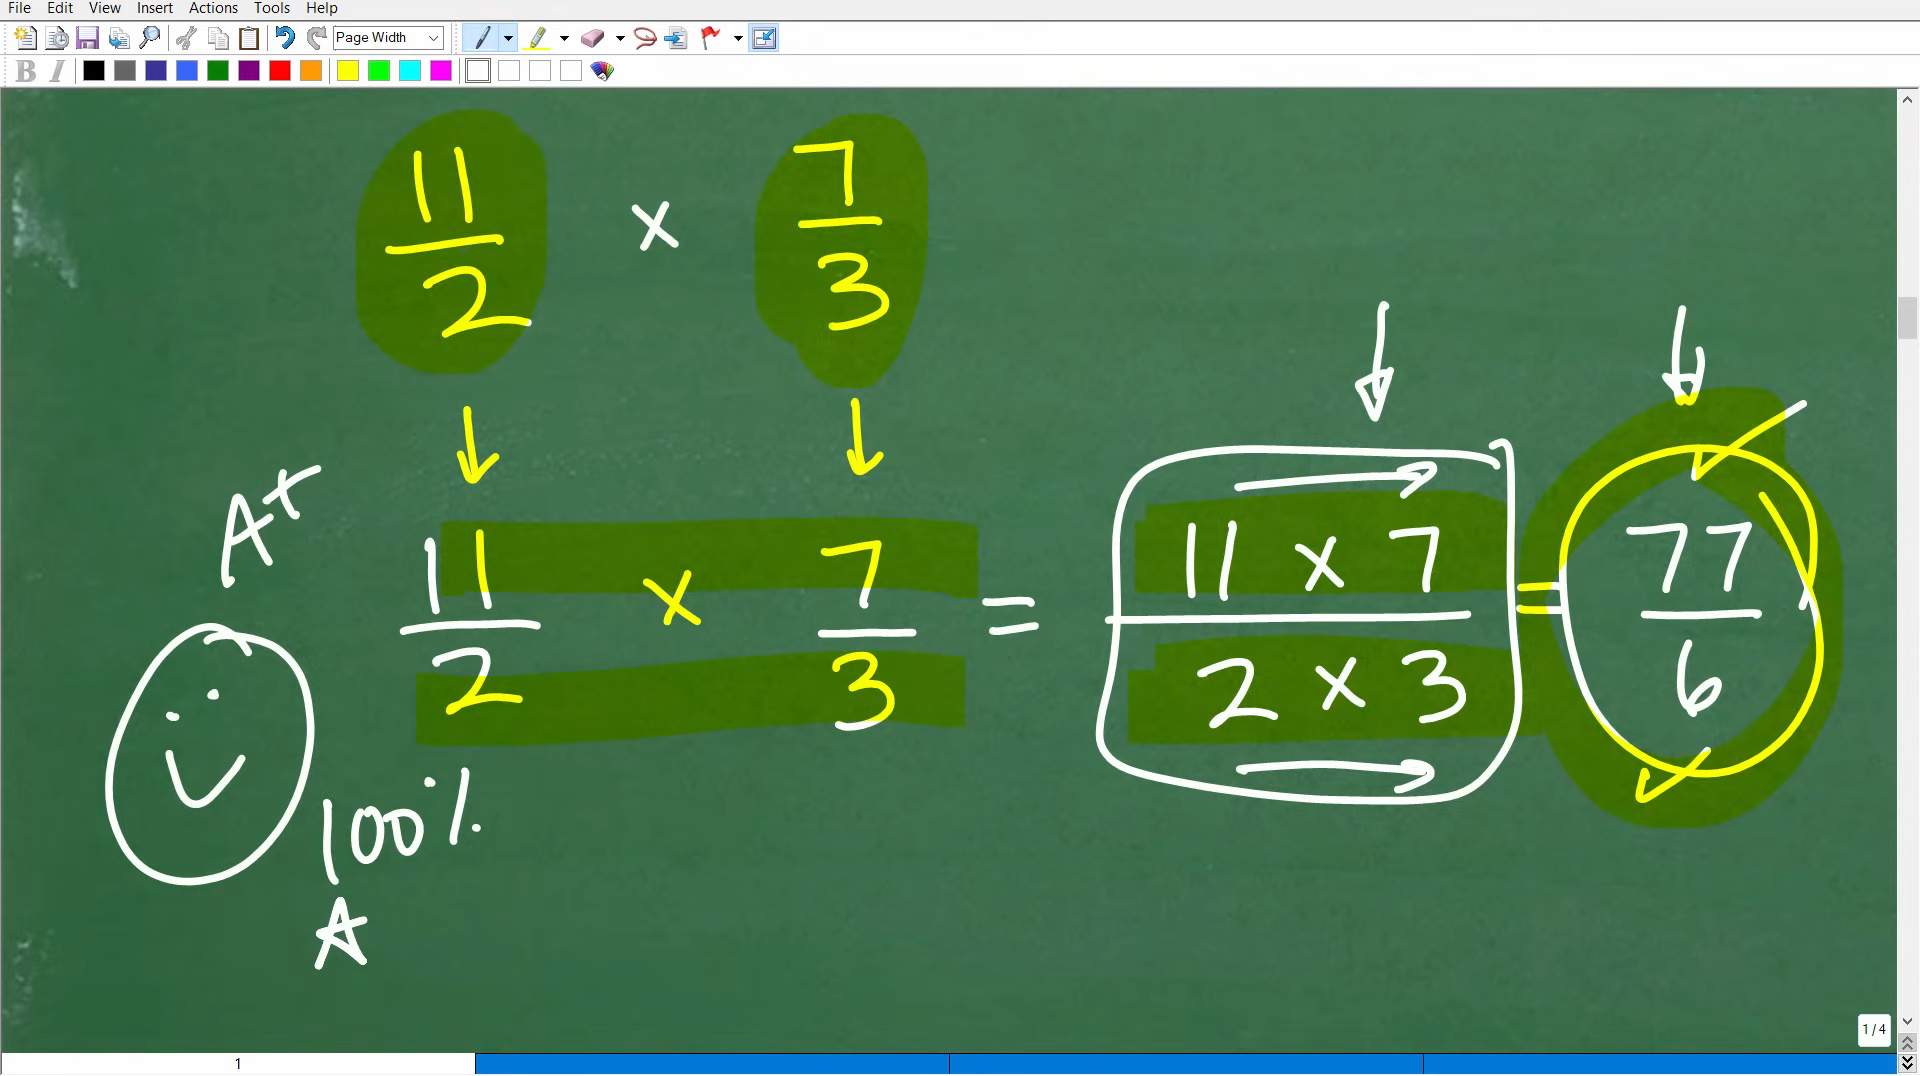 File Edit View Insert Actions Tools Help
Page Width
B I
11/2 × 7/3
A+
11/2 × 7/3 = (11 × 7)/(2 × 3) = 77/6
100%
A
1 / 4
1